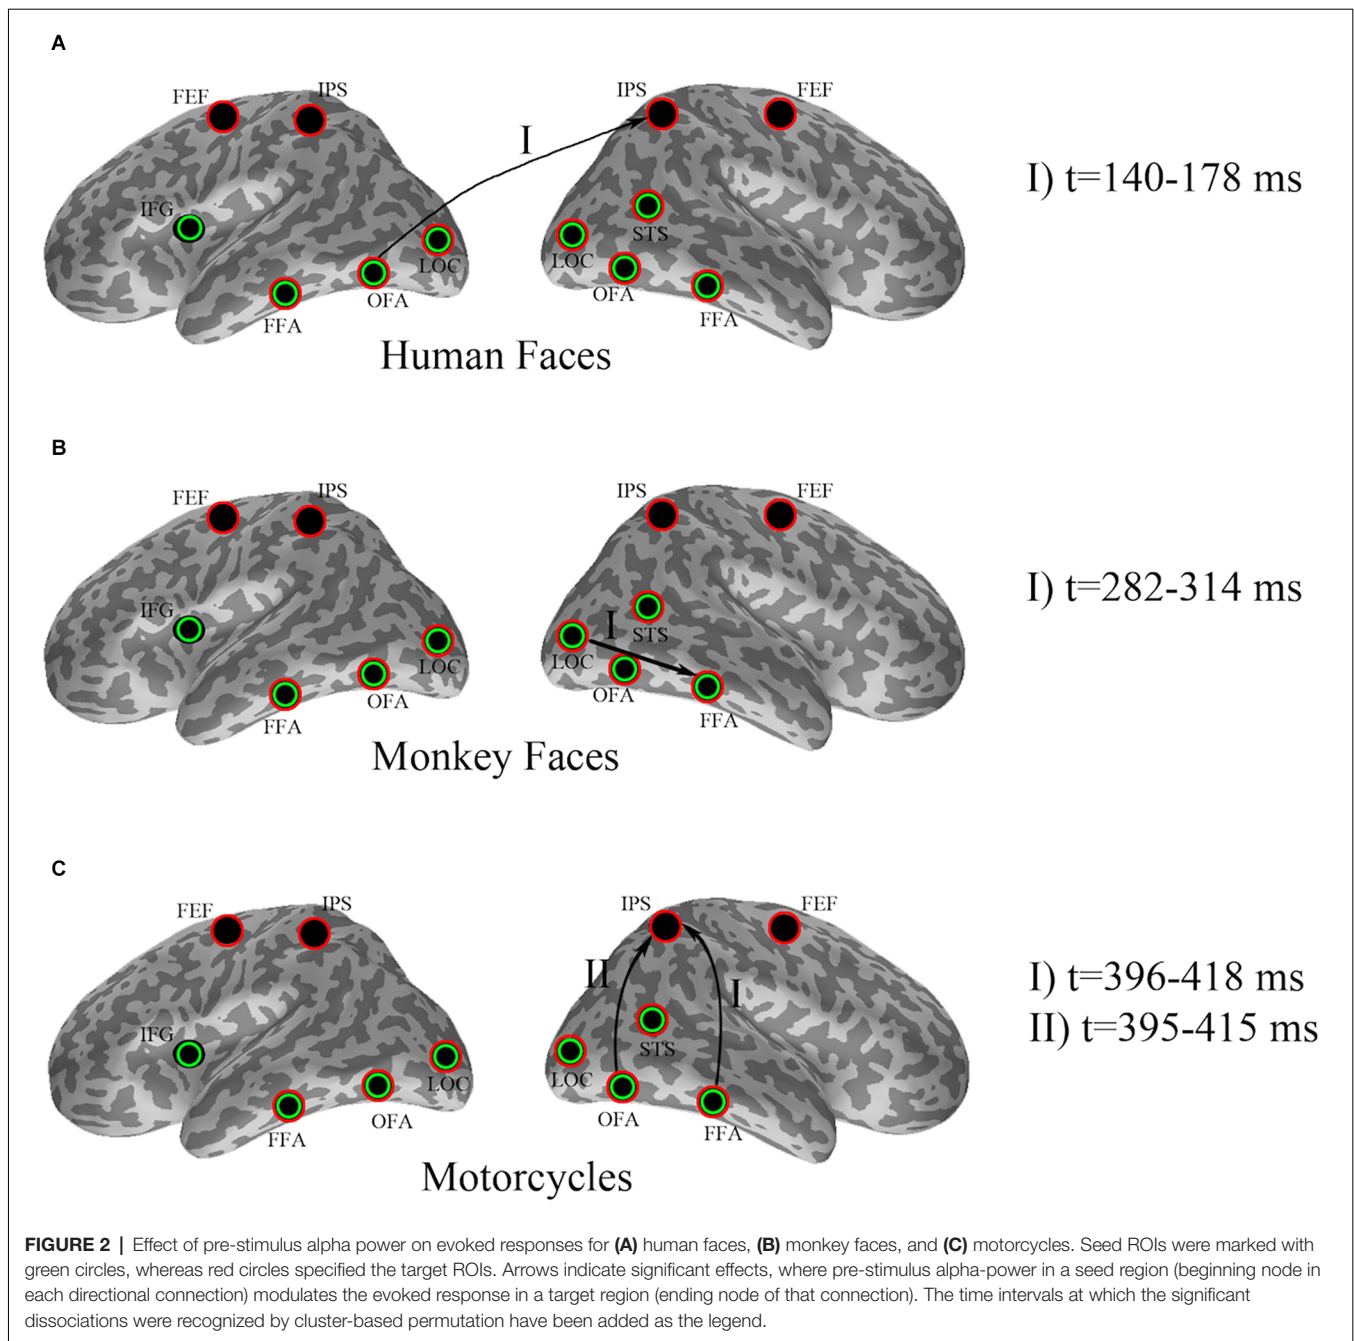 A
FEF
IPS
IPS
FEF
I
I) t=140-178 ms
IFG
STS
LOC
LOC
OFA
OFA
FFA
FFA
Human Faces
B
FEF
IPS
IPS
FEF
I) t=282-314 ms
IFG
I
STS
LOC
LOC
OFA
OFA
FFA
FFA
Monkey Faces
C
FEF
IPS
IPS
FEF
II
I
I) t=396-418 ms
II) t=395-415 ms
IFG
STS
LOC
LOC
OFA
OFA
FFA
FFA
Motorcycles
FIGURE 2 | Effect of pre-stimulus alpha power on evoked responses for (A) human faces, (B) monkey faces, and (C) motorcycles. Seed ROIs were marked with
green circles, whereas red circles specified the target ROIs. Arrows indicate significant effects, where pre-stimulus alpha-power in a seed region (beginning node in
each directional connection) modulates the evoked response in a target region (ending node of that connection). The time intervals at which the significant
dissociations were recognized by cluster-based permutation have been added as the legend.